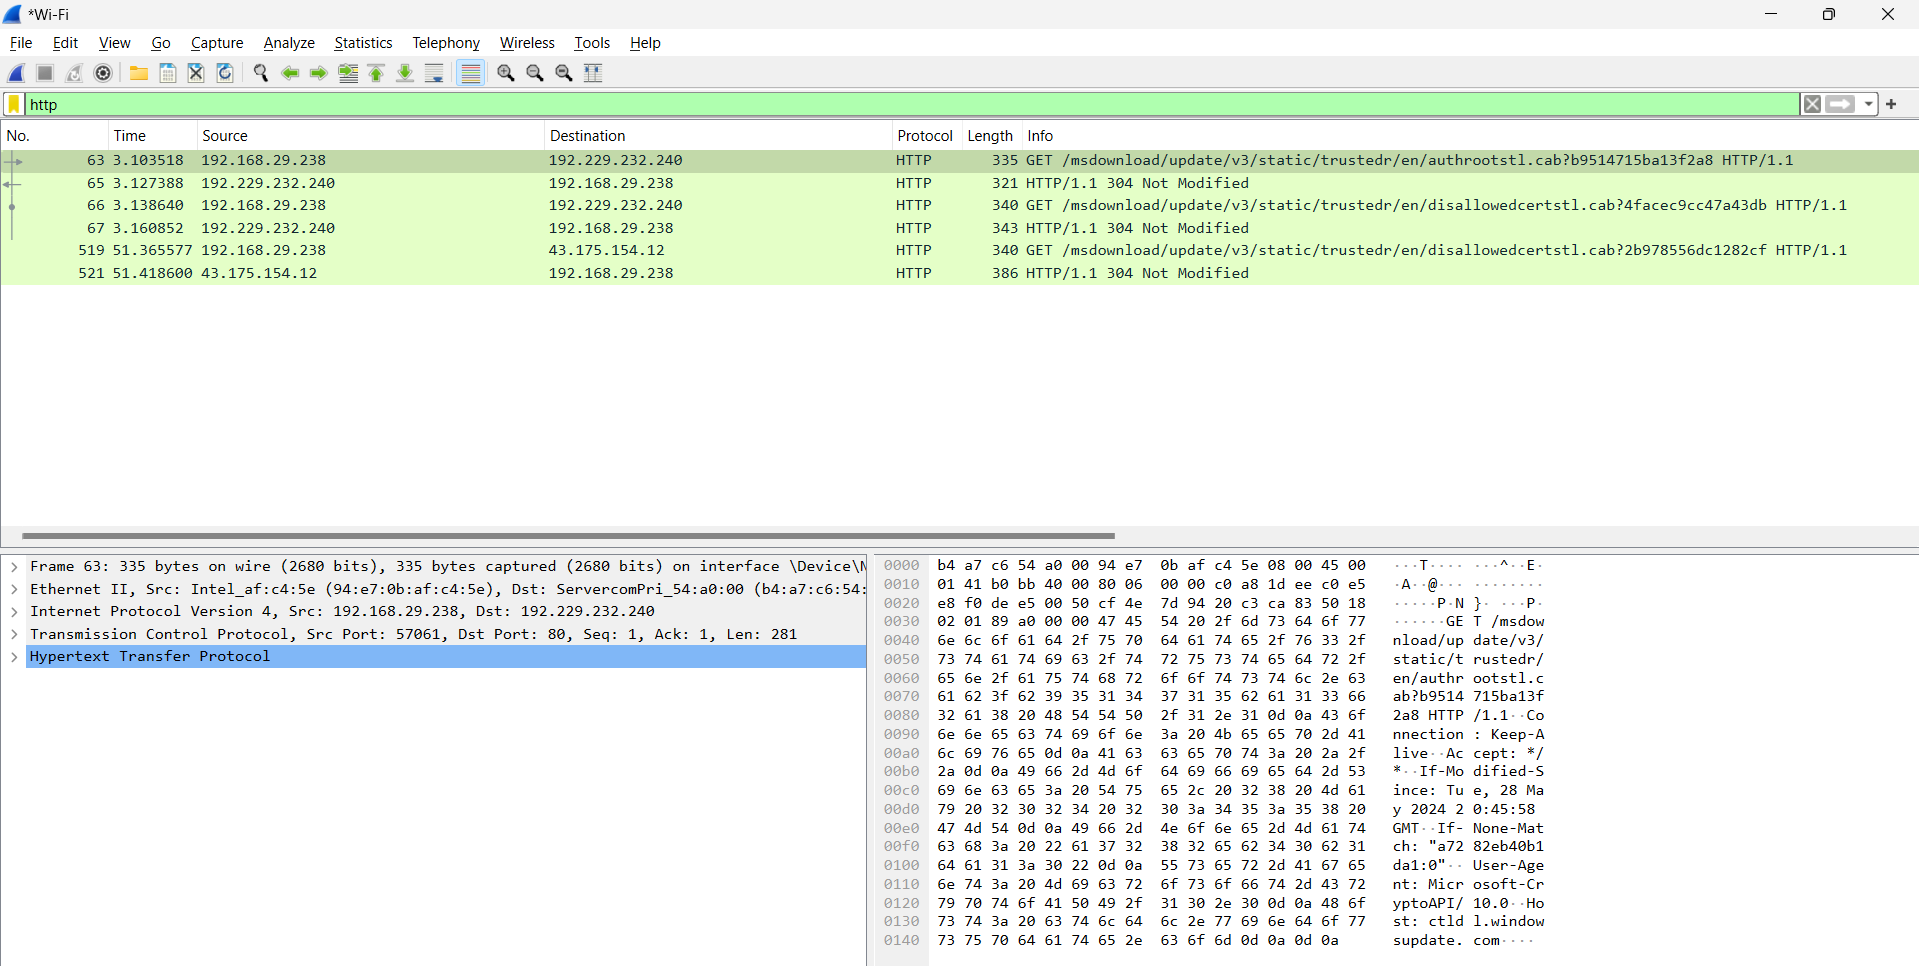 *Wi-Fi
File Edit View Go Capture Analyze Statistics Telephony Wireless Tools Help
http
No. Time Source Destination Protocol Length Info
63 3.103518 192.168.29.238 192.229.232.240 HTTP 335 GET /msdownload/update/v3/static/trustedr/en/authrootstl.cab?b9514715ba13f2a8 HTTP/1.1
65 3.127388 192.229.232.240 192.168.29.238 HTTP 321 HTTP/1.1 304 Not Modified
66 3.138640 192.168.29.238 192.229.232.240 HTTP 340 GET /msdownload/update/v3/static/trustedr/en/disallowedcertstl.cab?4facec9cc47a43db HTTP/1.1
67 3.160852 192.229.232.240 192.168.29.238 HTTP 343 HTTP/1.1 304 Not Modified
519 51.365577 192.168.29.238 43.175.154.12 HTTP 340 GET /msdownload/update/v3/static/trustedr/en/disallowedcertstl.cab?2b978556dc1282cf HTTP/1.1
521 51.418600 43.175.154.12 192.168.29.238 HTTP 386 HTTP/1.1 304 Not Modified
Frame 63: 335 bytes on wire (2680 bits), 335 bytes captured (2680 bits) on interface \Device\N
Ethernet II, Src: Intel_af:c4:5e (94:e7:0b:af:c4:5e), Dst: ServercomPri_54:a0:00 (b4:a7:c6:54:
Internet Protocol Version 4, Src: 192.168.29.238, Dst: 192.229.232.240
Transmission Control Protocol, Src Port: 57061, Dst Port: 80, Seq: 1, Ack: 1, Len: 281
Hypertext Transfer Protocol
0000 b4 a7 c6 54 a0 00 94 e7 0b af c4 5e 08 00 45 00 ···T···· ···^··E·
0010 01 41 b0 bb 40 00 80 06 00 00 c0 a8 1d ee c0 e5 ·A··@··· ········
0020 e8 f0 de e5 00 50 cf 4e 7d 94 20 c3 ca 83 50 18 ·····P·N }· ···P·
0030 02 01 89 a0 00 00 47 45 54 20 2f 6d 73 64 6f 77 ······GE T /msdow
0040 6e 6c 6f 61 64 2f 75 70 64 61 74 65 2f 76 33 2f nload/up date/v3/
0050 73 74 61 74 69 63 2f 74 72 75 73 74 65 64 72 2f static/t rustedr/
0060 65 6e 2f 61 75 74 68 72 6f 6f 74 73 74 6c 2e 63 en/authr ootstl.c
0070 61 62 3f 62 39 35 31 34 37 31 35 62 61 31 33 66 ab?b9514 715ba13f
0080 32 61 38 20 48 54 54 50 2f 31 2e 31 0d 0a 43 6f 2a8 HTTP /1.1··Co
0090 6e 6e 65 63 74 69 6f 6e 3a 20 4b 65 65 70 2d 41 nnection : Keep-A
00a0 6c 69 76 65 0d 0a 41 63 63 65 70 74 3a 20 2a 2f live··Ac cept: */
00b0 2a 0d 0a 49 66 2d 4d 6f 64 69 66 69 65 64 2d 53 *··If-Mo dified-S
00c0 69 6e 63 65 3a 20 54 75 65 2c 20 32 38 20 4d 61 ince: Tu e, 28 Ma
00d0 79 20 32 30 32 34 20 32 30 3a 34 35 3a 35 38 20 y 2024 2 0:45:58
00e0 47 4d 54 0d 0a 49 66 2d 4e 6f 6e 65 2d 4d 61 74 GMT··If- None-Mat
00f0 63 68 3a 20 22 61 37 32 38 32 65 62 34 30 62 31 ch: "a72 82eb40b1
0100 64 61 31 3a 30 22 0d 0a 55 73 65 72 2d 41 67 65 da1:0"·· User-Age
0110 6e 74 3a 20 4d 69 63 72 6f 73 6f 66 74 2d 43 72 nt: Micr osoft-Cr
0120 79 70 74 6f 41 50 49 2f 31 30 2e 30 0d 0a 48 6f yptoAPI/ 10.0··Ho
0130 73 74 3a 20 63 74 6c 64 6c 2e 77 69 6e 64 6f 77 st: ctld l.window
0140 73 75 70 64 61 74 65 2e 63 6f 6d 0d 0a 0d 0a supdate. com····